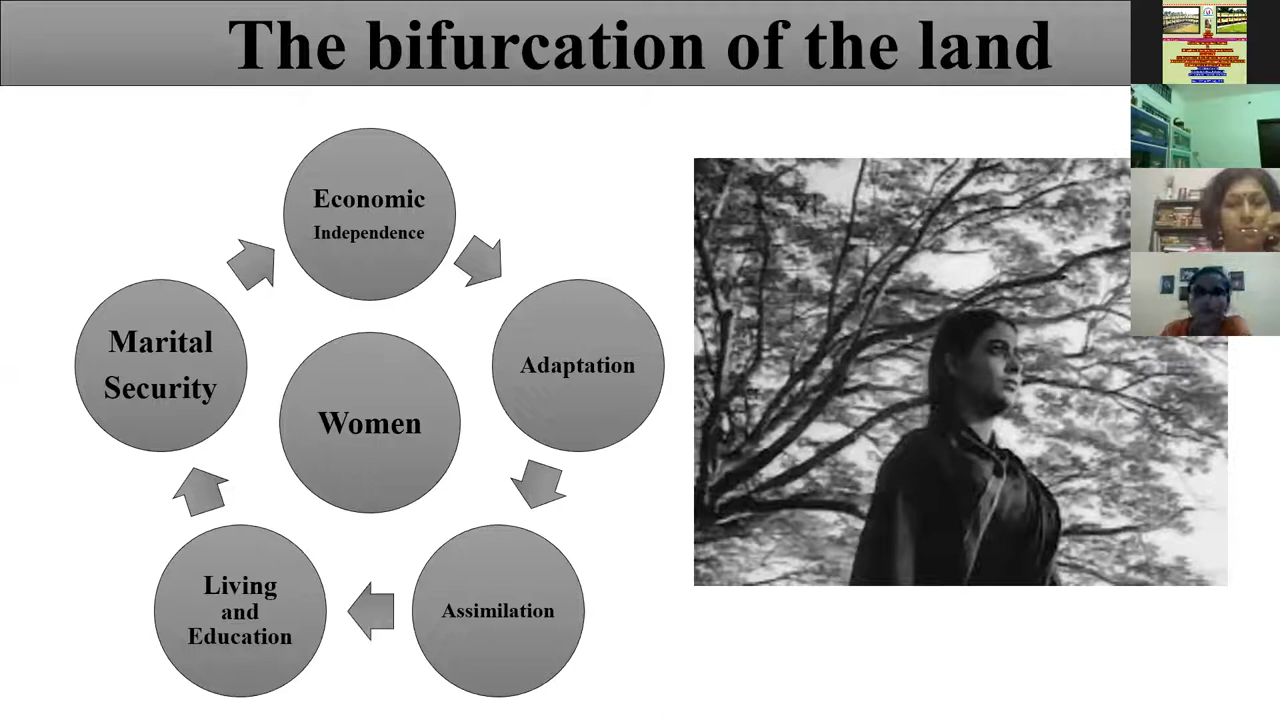 The bifurcation of the land
Economic
Independence
Adaptation
Assimilation
Living
and
Education
Marital
Security
Women